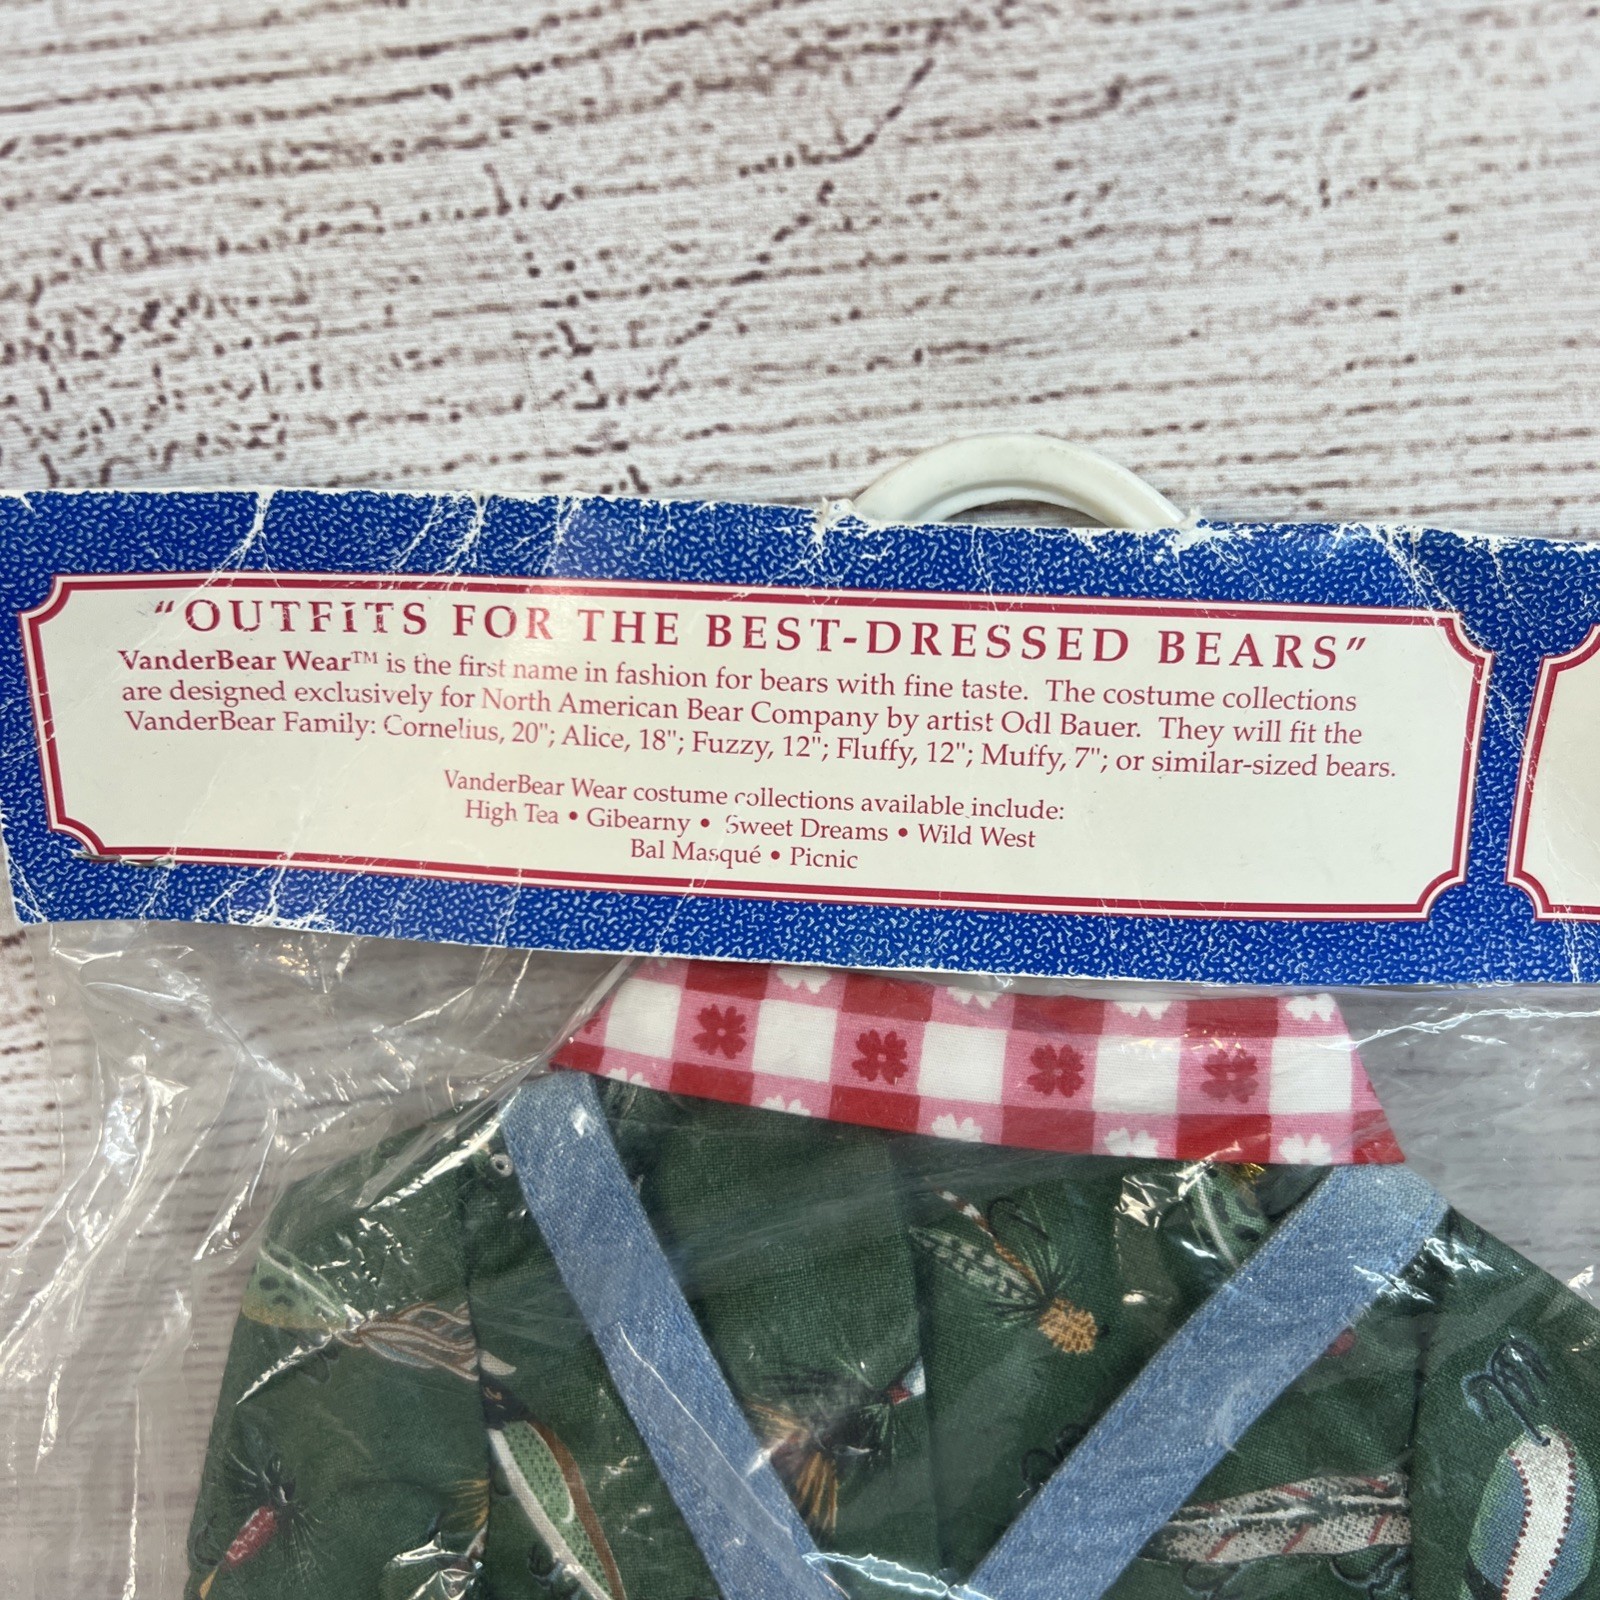 "OUTFITS FOR THE BEST-DRESSED BEARS"
VanderBear Wear™ is the first name in fashion for bears with fine taste. The costume collections
are designed exclusively for North American Bear Company by artist Odl Bauer. They will fit the
VanderBear Family: Cornelius, 20"; Alice, 18"; Fuzzy, 12"; Fluffy, 12"; Muffy, 7"; or similar-sized bears.
VanderBear Wear costume collections available include:
High Tea • Gibearny • Sweet Dreams • Wild West
Bal Masqué • Picnic